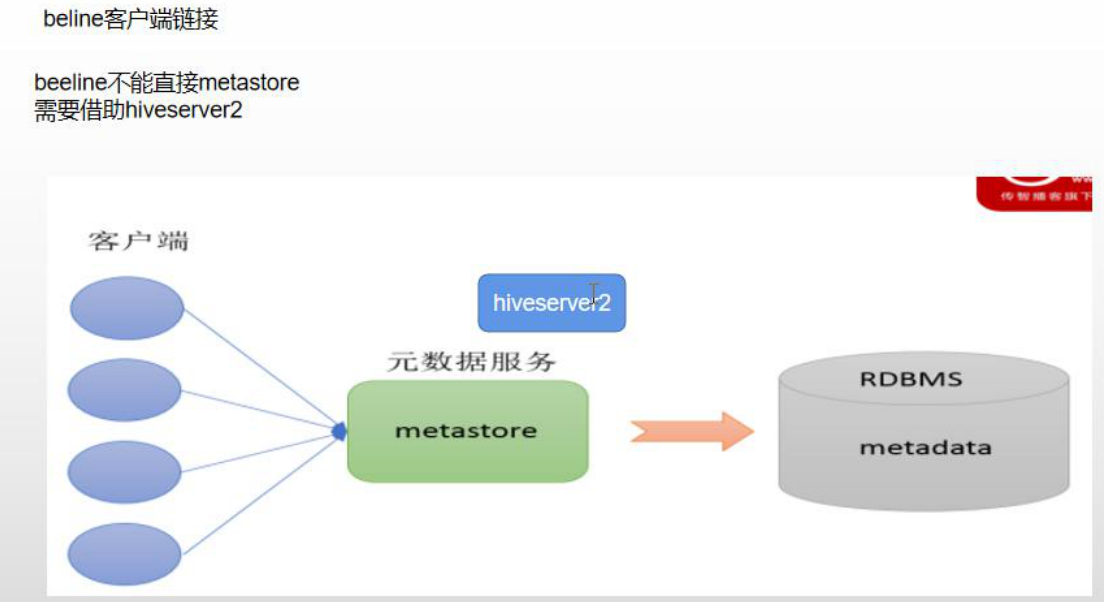 beline客户端链接
beeline不能直接metastore
需要借助hiveserver2
传智播客旗下
客户端
hiveserver2
元数据服务
metastore
RDBMS
metadata